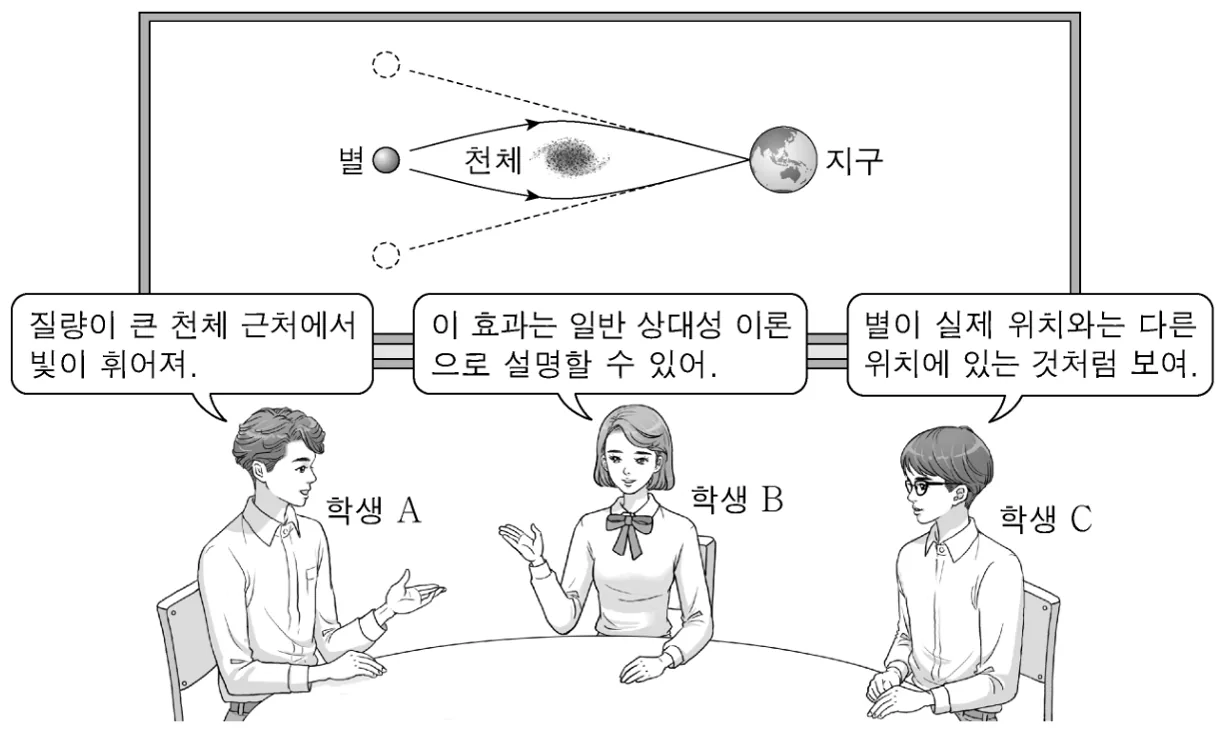 별
천체
지구
질량이 큰 천체 근처에서
빛이 휘어져.
이 효과는 일반 상대성 이론
으로 설명할 수 있어.
별이 실제 위치와는 다른
위치에 있는 것처럼 보여.
학생 A
학생 B
학생 C